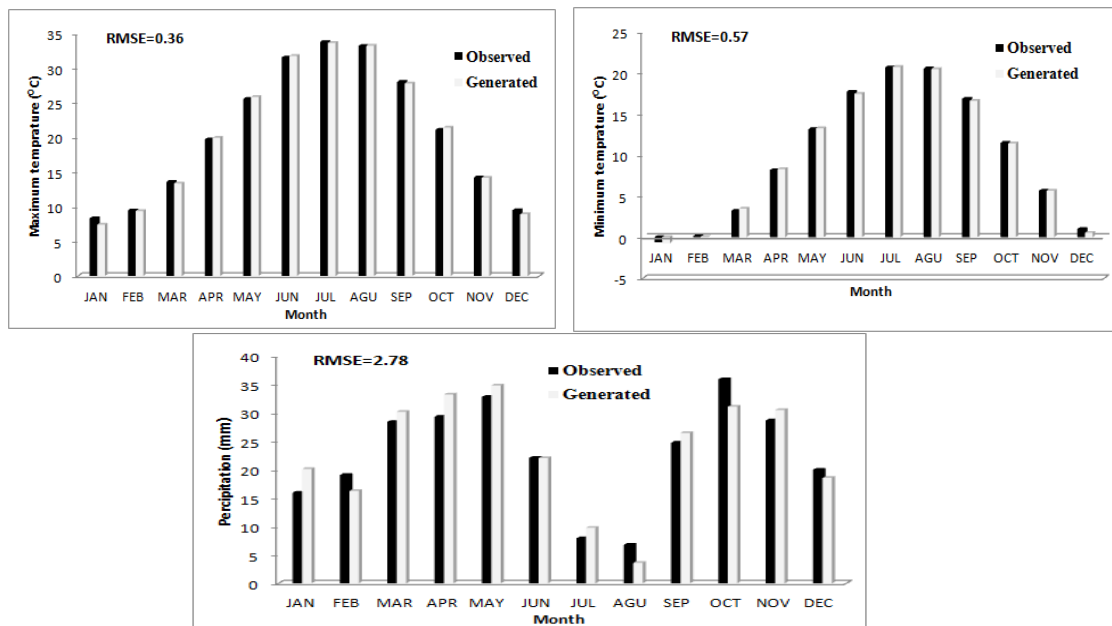 RMSE=0.36
Observed
Generated
Maximum temprature (⁰C)
35
30
25
20
15
10
5
0
JAN FEB MAR APR MAY JUN JUL AGU SEP OCT NOV DEC
Month
RMSE=0.57
Observed
Generated
Minimum temprature (⁰C)
25
20
15
10
5
0
-5
JAN FEB MAR APR MAY JUN JUL AGU SEP OCT NOV DEC
Month
RMSE=2.78
Observed
Generated
Percipitation (mm)
40
35
30
25
20
15
10
5
0
JAN FEB MAR APR MAY JUN JUL AGU SEP OCT NOV DEC
Month